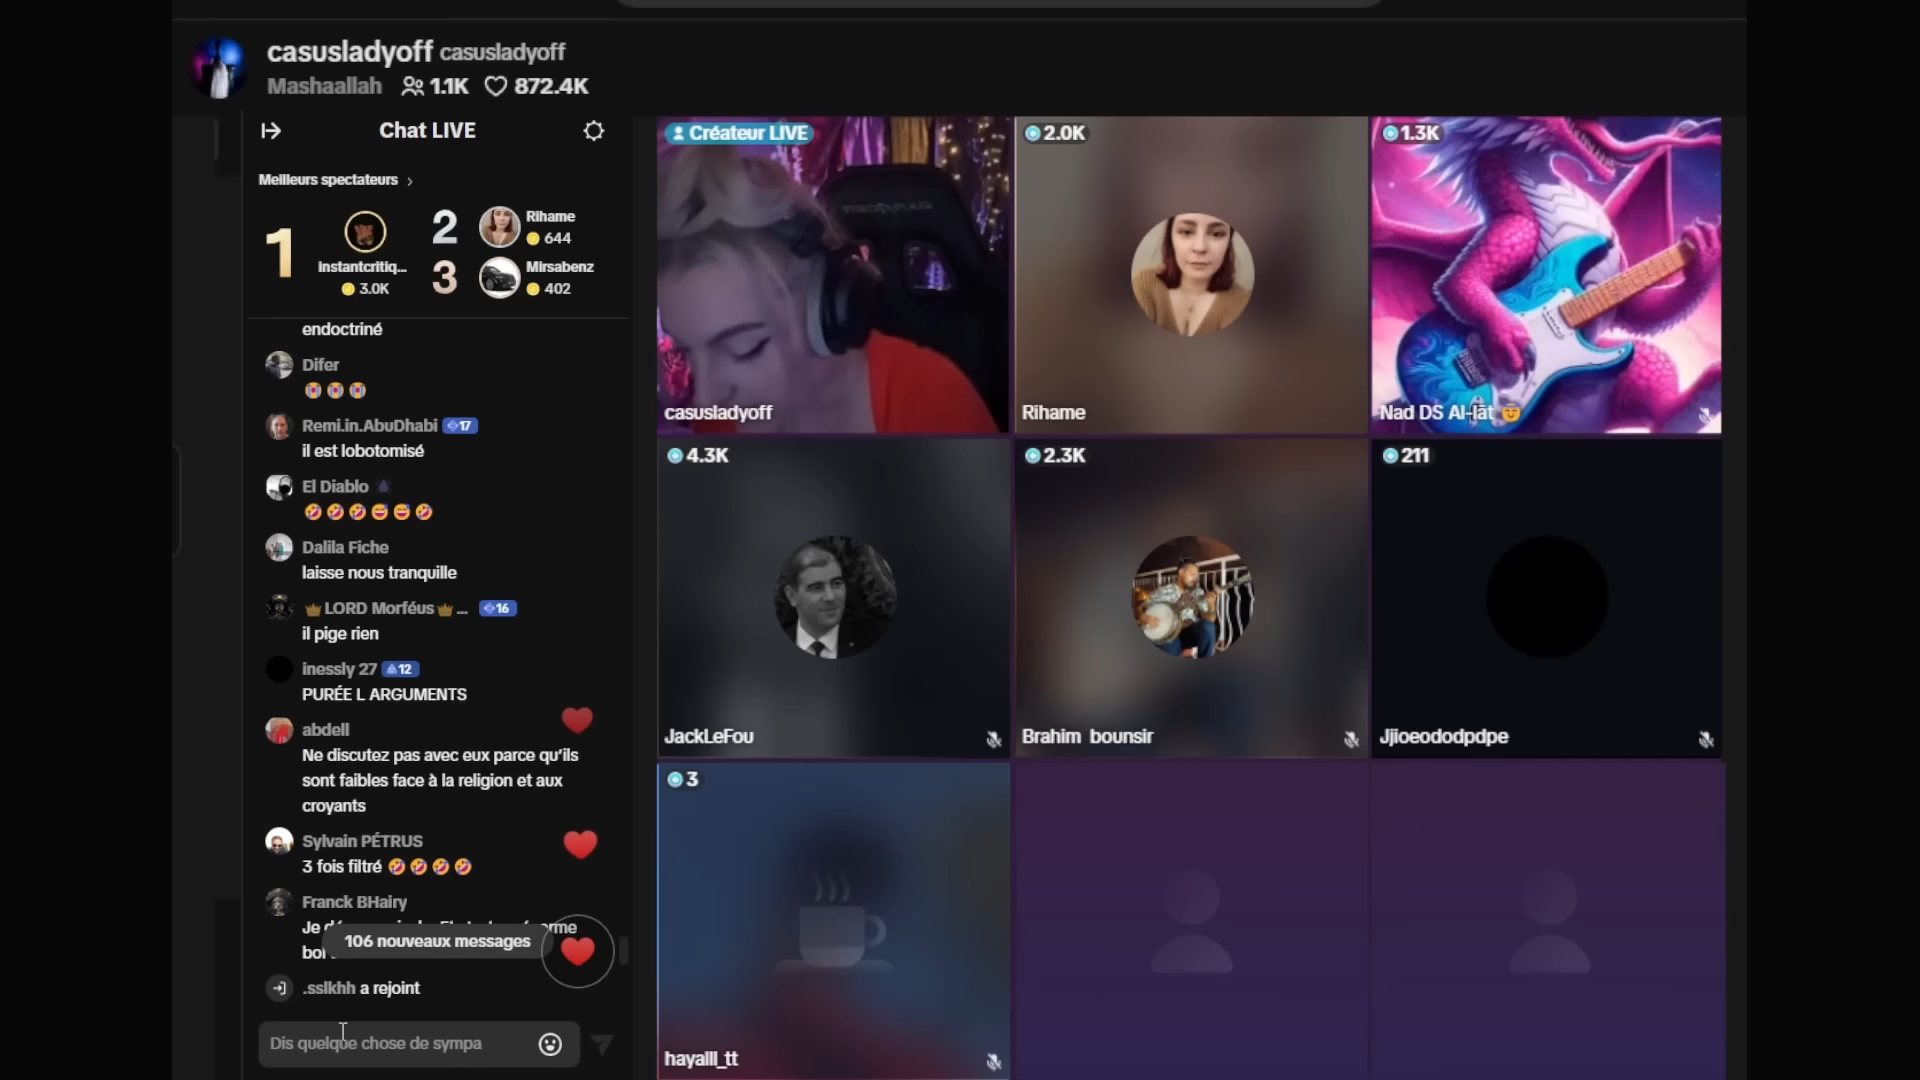 casusladyoff casusladyoff
Mashaallah 1.1K 872.4K
Chat LIVE
Meilleurs spectateurs
1
instantcritiq...
3.0K
2
Rihame
644
3
Mirsabenz
402
endoctriné
Difer
Remi.in.AbuDhabi 17
il est lobotomisé
El Diablo
Dalila Fiche
laisse nous tranquille
LORD Morféus ... 16
il pige rien
inessly 27 12
PURÉE L ARGUMENTS
abdell
Ne discutez pas avec eux parce qu'ils
sont faibles face à la religion et aux
croyants
Sylvain PÉTRUS
3 fois filtré
Franck BHairy
Je
106 nouveaux messages
.sslkhh a rejoint
Dis quelque chose de sympa
Créateur LIVE
casusladyoff
2.0K
Rihame
1.3K
Nad DS Al-lāt
4.3K
JackLeFou
2.3K
Brahim bounsir
211
Jjioeododpdpe
3
hayalll_tt